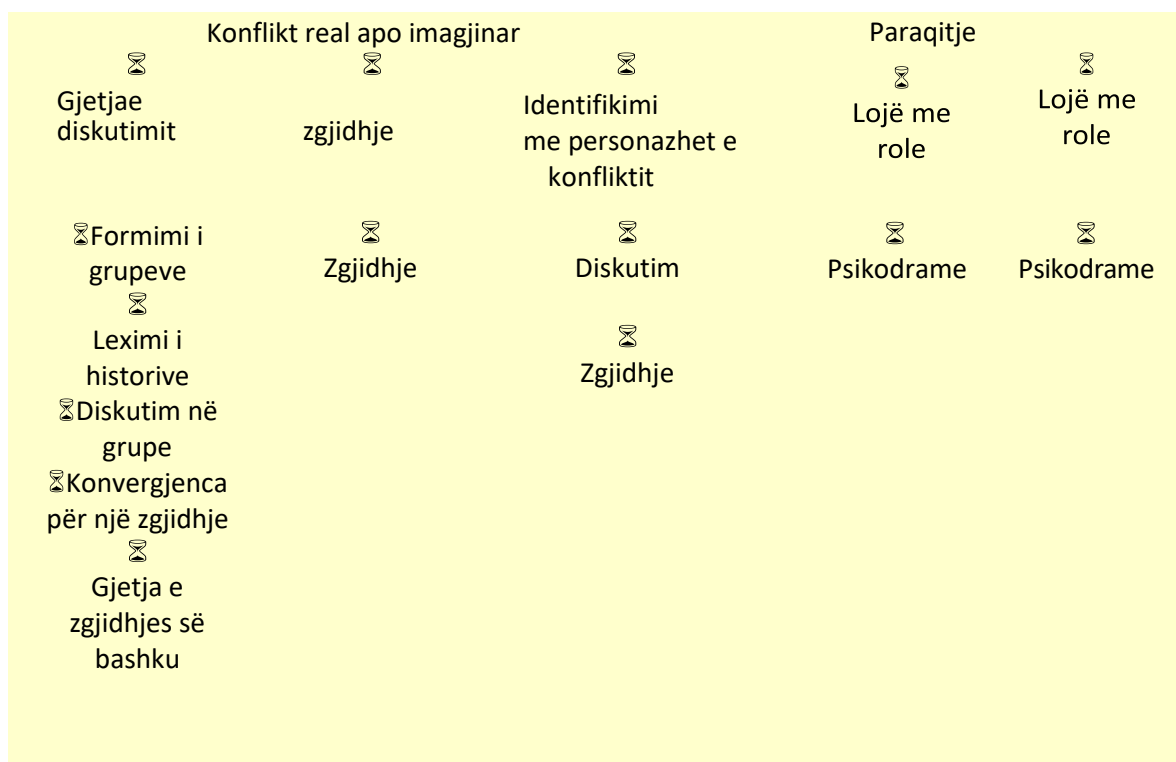 Konflikt real apo imagjinar
Paraqitje
⌛
⌛
⌛
⌛
⌛
Gjetjae
diskutimit
zgjidhje
Identifikimi
me personazhet e
konfliktit
Lojë me
role
Lojë me
role
⌛Formimi i
grupeve
⌛
Leximi i
historive
⌛Diskutim në
grupe
⌛Konvergjenca
për një zgjidhje
⌛
Gjetja e
zgjidhjes së
bashku
⌛
Zgjidhje
⌛
Diskutim
⌛
Zgjidhje
⌛
Psikodrame
⌛
Psikodrame